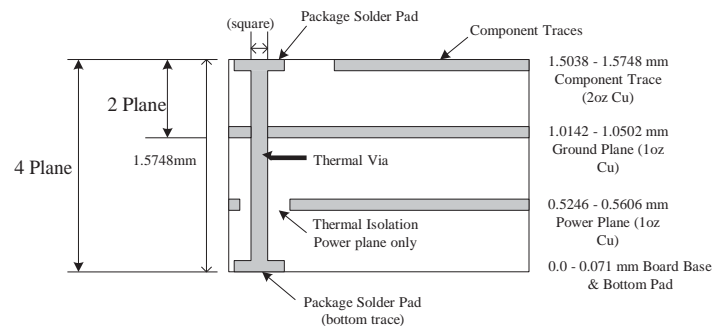 (square)
Package Solder Pad
Component Traces
1.5038 - 1.5748 mm
Component Trace
(2oz Cu)
2 Plane
1.0142 - 1.0502 mm
Ground Plane (1oz
Cu)
4 Plane
1.5748mm
Thermal Via
0.5246 - 0.5606 mm
Power Plane (1oz
Cu)
Thermal Isolation
Power plane only
0.0 - 0.071 mm Board Base
& Bottom Pad
Package Solder Pad
(bottom trace)